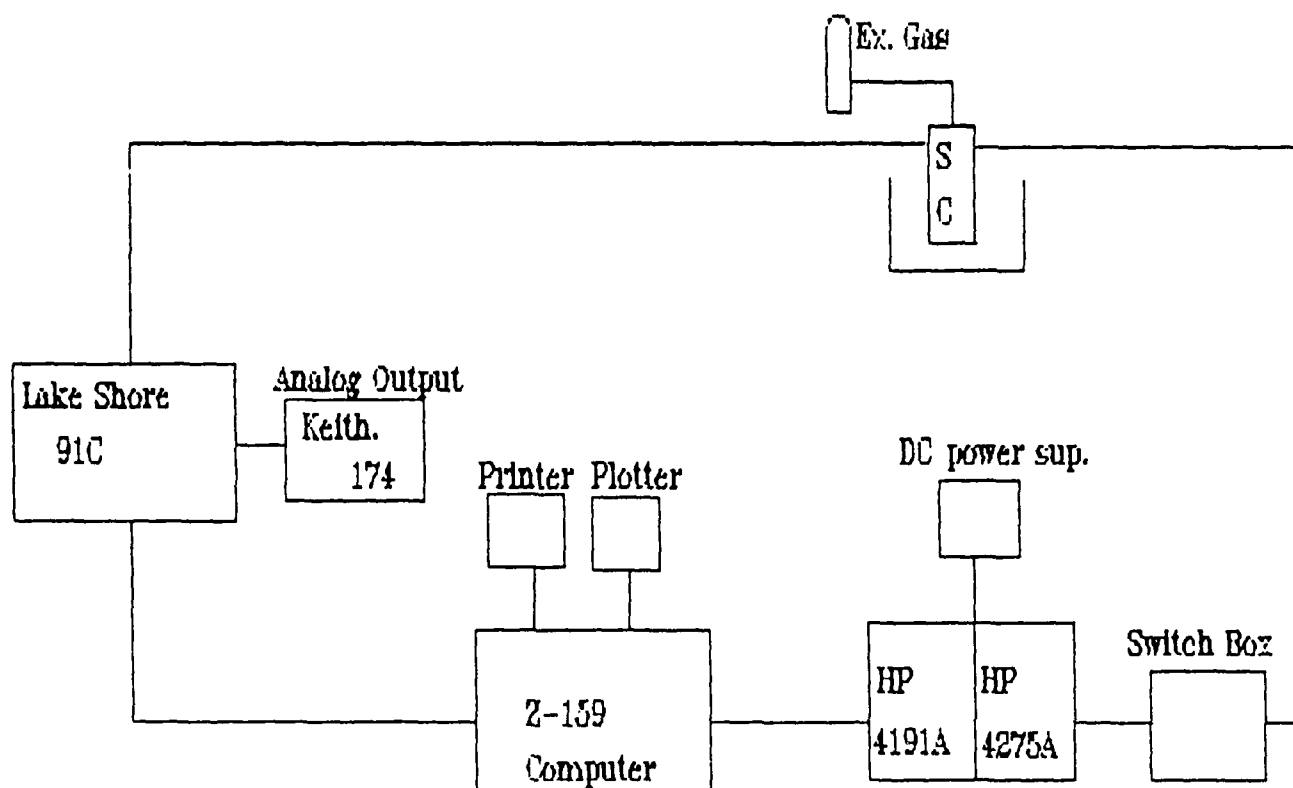 Ex. Gas
S
C
Lake Shore
91C
Analog Output
Keith.
174
Printer
Plotter
DC power sup.
Z-159
Computer
HP
4191A
HP
4275A
Switch Box